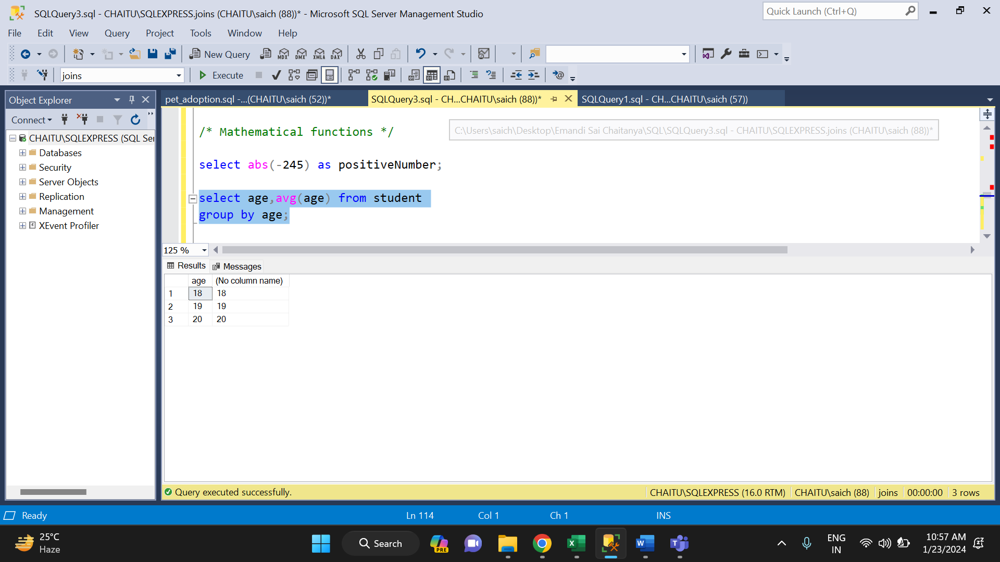 SQLQuery3.sql - CHAITU\SQLEXPRESS.joins (CHAITU\saich (88))* - Microsoft SQL Server Management Studio
Quick Launch (Ctrl+Q)
File Edit View Query Project Tools Window Help
New Query MDX DMX XMLA DAX
joins Execute
Object Explorer
pet_adoption.sql -...(CHAITU\saich (52))* SQLQuery3.sql - CH...CHAITU\saich (88))* SQLQuery1.sql - CH...CHAITU\saich (57))
Connect
CHAITU\SQLEXPRESS (SQL Ser
Databases
Security
Server Objects
Replication
Management
XEvent Profiler
/* Mathematical functions */
C:\Users\saich\Desktop\Emandi Sai Chaitanya\SQL\SQLQuery3.sql - CHAITU\SQLEXPRESS.joins (CHAITU\saich (88))*
select abs(-245) as positiveNumber;
select age,avg(age) from student
group by age;
125 %
Results Messages
age (No column name)
1 18 18
2 19 19
3 20 20
Query executed successfully. CHAITU\SQLEXPRESS (16.0 RTM) CHAITU\saich (88) joins 00:00:00 3 rows
Ready Ln 114 Col 1 Ch 1 INS
25°C
Haze
Search
PRE
ENG
IN
10:57 AM
1/23/2024